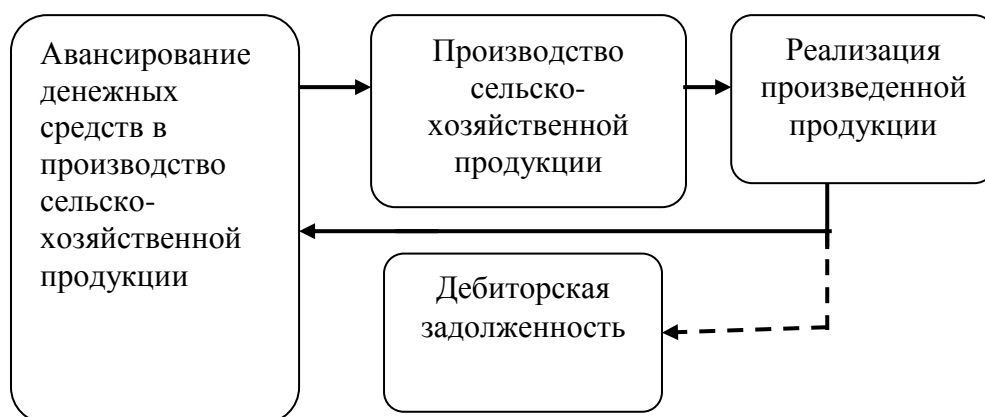 Авансирование
денежных
средств в
производство
сельско-
хозяйственной
продукции
Производство
сельско-
хозяйственной
продукции
Реализация
произведенной
продукции
Дебиторская
задолженность